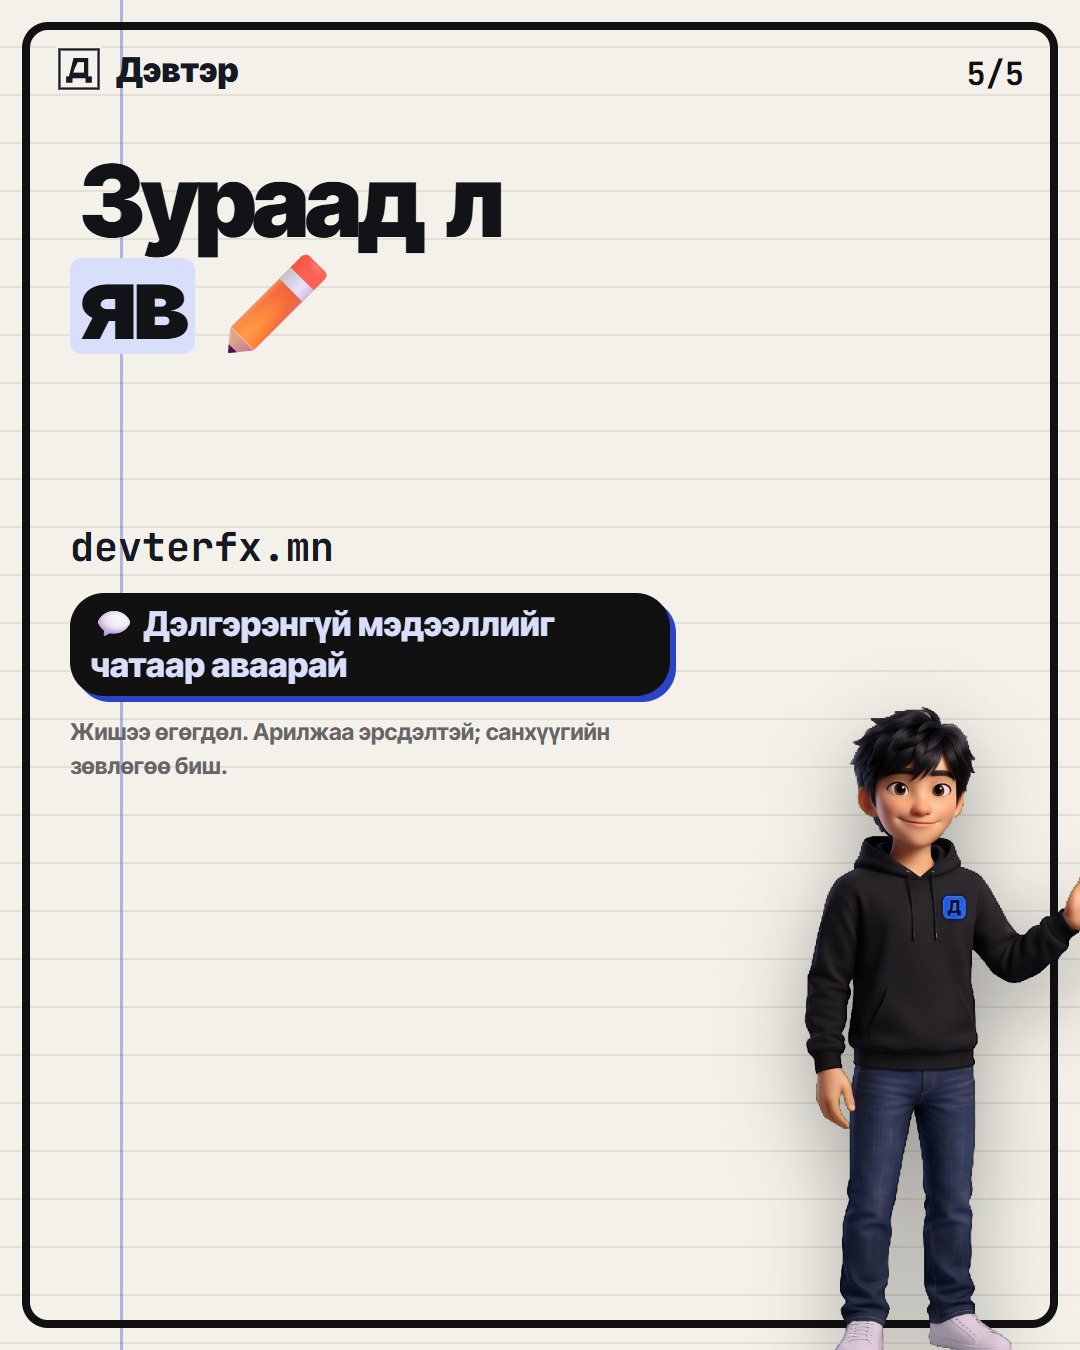 Д Дэвтэр
5/5
Зураад л
яв
devterfx.mn
Дэлгэрэнгүй мэдээллийг
чатаар аваарай
Жишээ өгөгдөл. Арилжаа эрсдэлтэй; санхүүгийн
зөвлөгөө биш.
Д